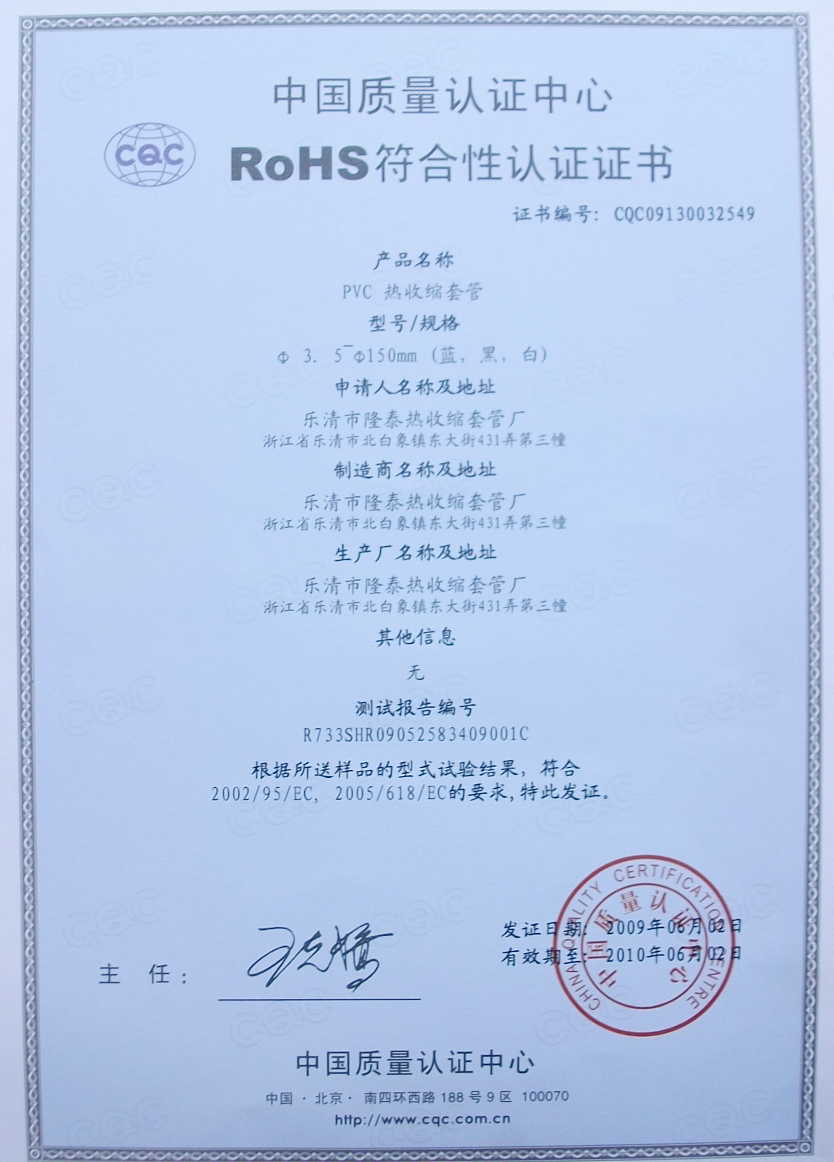 中国质量认证中心
CQC
RoHS符合性认证证书
证书编号: CQC09130032549
产品名称
PVC 热收缩套管
型号/规格
Φ 3. 5‾Φ150mm (蓝, 黑, 白)
申请人名称及地址
乐清市隆泰热收缩套管厂
浙江省乐清市北白象镇东大街431弄第三幢
制造商名称及地址
乐清市隆泰热收缩套管厂
浙江省乐清市北白象镇东大街431弄第三幢
生产厂名称及地址
乐清市隆泰热收缩套管厂
浙江省乐清市北白象镇东大街431弄第三幢
其他信息
无
测试报告编号
R733SHR09052583409001C
根据所送样品的型式试验结果, 符合
2002/95/EC, 2005/618/EC的要求,特此发证。
发证日期: 2009年06月02日
有效期至: 2010年06月02日
CHINA QUALITY CERTIFICATION CENTRE
中国质量认证中心
主 任:
中国质量认证中心
中国 · 北京 · 南四环西路 188 号 9 区 100070
http://www.cqc.com.cn